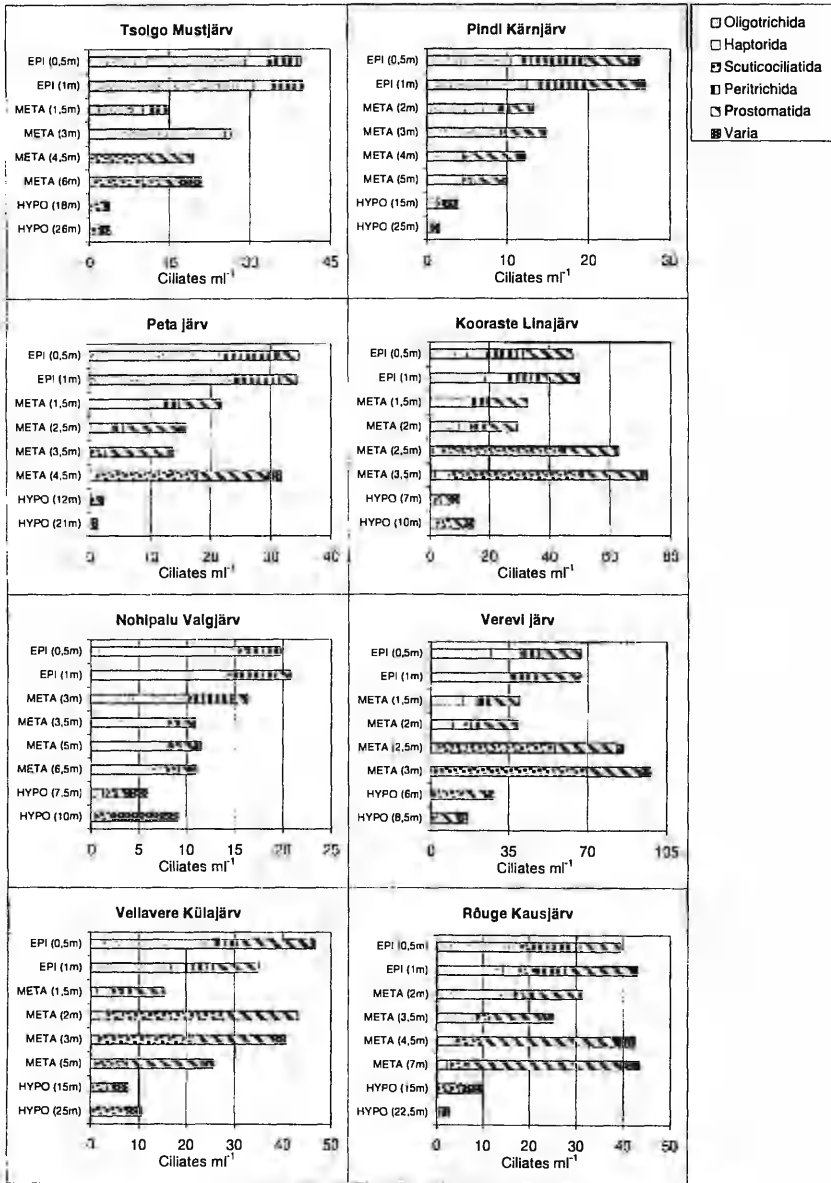 Tsolgo Mustjärv
EPI (0,5m)
EPI (1m)
META (1,5m)
META (3m)
META (4,5m)
META (6m)
HYPO (18m)
HYPO (26m)
0 15 30 45
Ciliates ml⁻¹
Pindi Kärnjärv
EPI (0,5m)
EPI (1m)
META (2m)
META (3m)
META (4m)
META (5m)
HYPO (15m)
HYPO (25m)
0 10 20 30
Ciliates ml⁻¹
Oligotrichida
Haptorida
Scuticociliatida
Peritrichida
Prostomatida
Varia
Peta järv
EPI (0,5m)
EPI (1m)
META (1,5m)
META (2,5m)
META (3,5m)
META (4,5m)
HYPO (12m)
HYPO (21m)
0 10 20 30 40
Ciliates ml⁻¹
Kooraste Linajärv
EPI (0,5m)
EPI (1m)
META (1,5m)
META (2m)
META (2,5m)
META (3,5m)
HYPO (7m)
HYPO (10m)
0 20 40 60 80
Ciliates ml⁻¹
Nohipalu Valgjärv
EPI (0,5m)
EPI (1m)
META (3m)
META (3,5m)
META (5m)
META (6,5m)
HYPO (7,5m)
HYPO (10m)
0 5 10 15 20 25
Ciliates ml⁻¹
Verevi järv
EPI (0,5m)
EPI (1m)
META (1,5m)
META (2m)
META (2,5m)
META (3m)
HYPO (6m)
HYPO (8,5m)
0 35 70 105
Ciliates ml⁻¹
Vellavere Külajärv
EPI (0,5m)
EPI (1m)
META (1,5m)
META (2m)
META (3m)
META (5m)
HYPO (15m)
HYPO (25m)
0 10 20 30 40 50
Ciliates ml⁻¹
Rõuge Kausjärv
EPI (0,5m)
EPI (1m)
META (2m)
META (3,5m)
META (4,5m)
META (7m)
HYPO (15m)
HYPO (22,5m)
0 10 20 30 40 50
Ciliates ml⁻¹